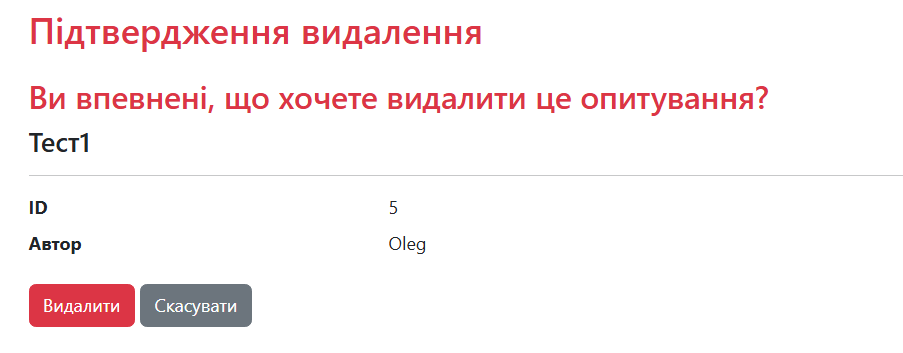 Підтвердження видалення
Ви впевнені, що хочете видалити це опитування?
Тест1
ID 5
Автор Oleg
Видалити Скасувати